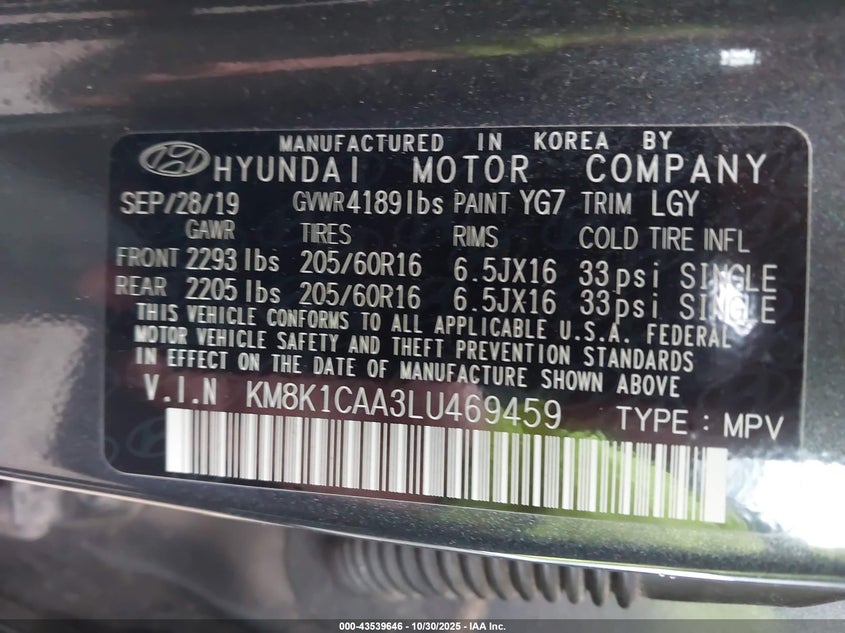 MANUFACTURED IN KOREA BY
HYUNDAI MOTOR COMPANY
SEP/28/19 GVWR 4189 lbs PAINT YG7 TRIM LGY
GAWR TIRES RIMS COLD TIRE INFL
FRONT 2293 lbs 205/60R16 6.5JX16 33psi SINGLE
REAR 2205 lbs 205/60R16 6.5JX16 33psi SINGLE
THIS VEHICLE CONFORMS TO ALL APPLICABLE U.S.A. FEDERAL
MOTOR VEHICLE SAFETY AND THEFT PREVENTION STANDARDS
IN EFFECT ON THE DATE OF MANUFACTURE SHOWN ABOVE.
V.I.N KM8K1CAA3LU469459 TYPE : MPV
000-43539646 - 10/30/2025 - IAA Inc.